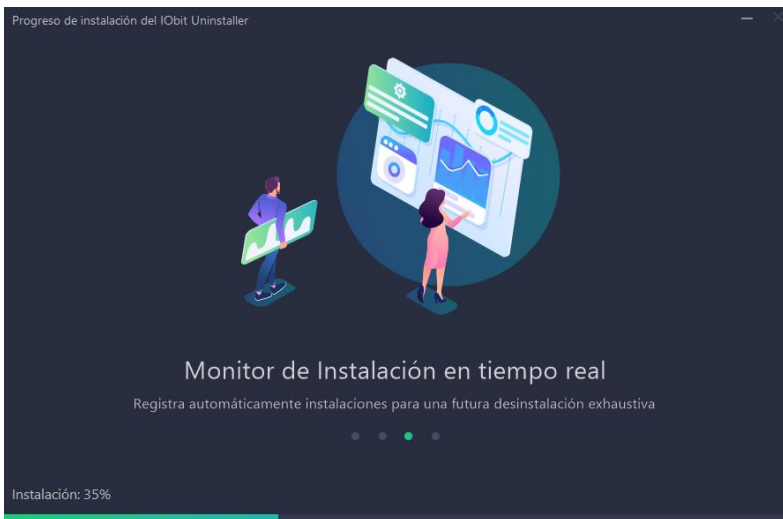 Progreso de instalación del IObit Uninstaller
Monitor de Instalación en tiempo real
Registra automáticamente instalaciones para una futura desinstalación exhaustiva
Instalación: 35%